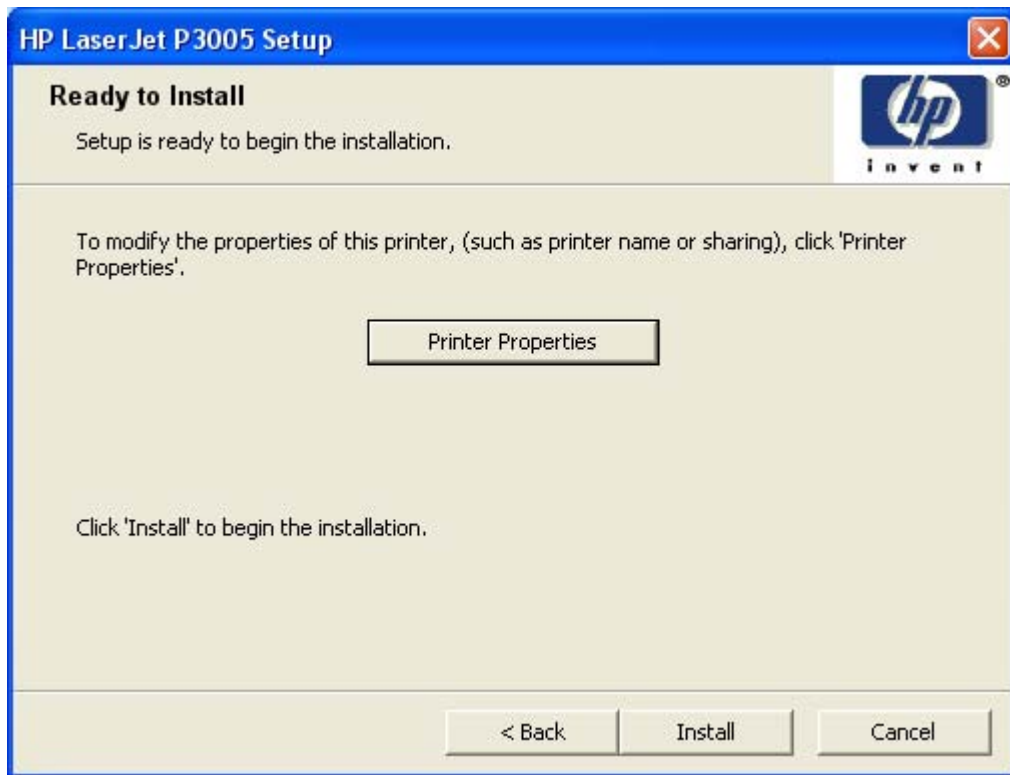 HP LaserJet P3005 Setup
Ready to Install
Setup is ready to begin the installation.
hp ®
invent
To modify the properties of this printer, (such as printer name or sharing), click 'Printer
Properties'.
Printer Properties
Click 'Install' to begin the installation.
< Back
Install
Cancel